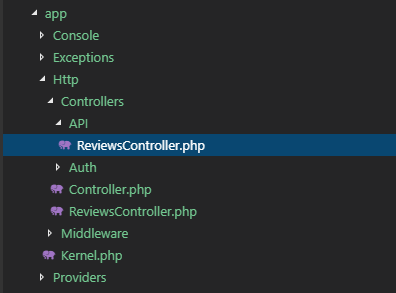 app
Console
Exceptions
Http
Controllers
API
ReviewsController.php
Auth
Controller.php
ReviewsController.php
Middleware
Kernel.php
Providers